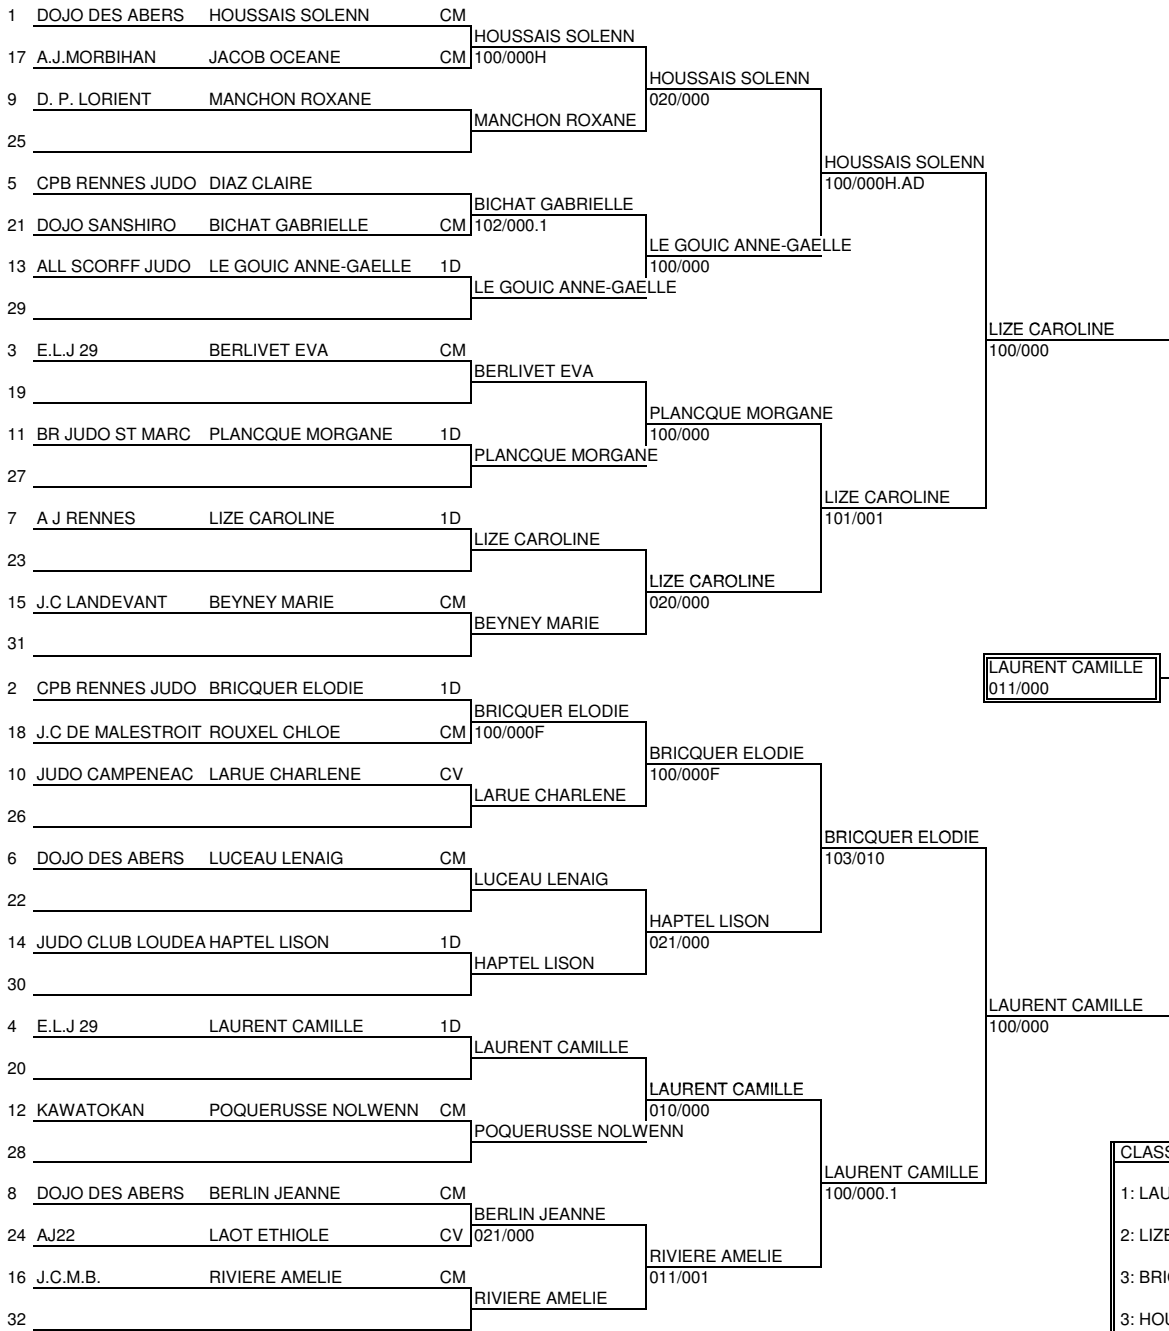 1 DOJO DES ABERS HOUSSAIS SOLENN CM
HOUSSAIS SOLENN
17 A.J.MORBIHAN JACOB OCEANE CM 100/000H
HOUSSAIS SOLENN
9 D. P. LORIENT MANCHON ROXANE 020/000
MANCHON ROXANE
25
HOUSSAIS SOLENN
5 CPB RENNES JUDO DIAZ CLAIRE 100/000H.AD
BICHAT GABRIELLE
21 DOJO SANSHIRO BICHAT GABRIELLE CM 102/000.1
LE GOUIC ANNE-GAELLE
13 ALL SCORFF JUDO LE GOUIC ANNE-GAELLE 1D 100/000
LE GOUIC ANNE-GAELLE
29
LIZE CAROLINE
3 E.L.J 29 BERLIVET EVA CM 100/000
BERLIVET EVA
19
PLANCQUE MORGANE
11 BR JUDO ST MARC PLANCQUE MORGANE 1D 100/000
PLANCQUE MORGANE
27
LIZE CAROLINE
7 A J RENNES LIZE CAROLINE 1D 101/001
LIZE CAROLINE
23
LIZE CAROLINE
15 J.C LANDEVANT BEYNEY MARIE CM 020/000
BEYNEY MARIE
31
LAURENT CAMILLE
2 CPB RENNES JUDO BRICQUER ELODIE 1D 011/000
BRICQUER ELODIE
18 J.C DE MALESTROIT ROUXEL CHLOE CM 100/000F
BRICQUER ELODIE
10 JUDO CAMPENEAC LARUE CHARLENE CV 100/000F
LARUE CHARLENE
26
BRICQUER ELODIE
6 DOJO DES ABERS LUCEAU LENAIG CM 103/010
LUCEAU LENAIG
22
HAPTEL LISON
14 JUDO CLUB LOUDEA HAPTEL LISON 1D 021/000
HAPTEL LISON
30
LAURENT CAMILLE
4 E.L.J 29 LAURENT CAMILLE 1D 100/000
LAURENT CAMILLE
20
LAURENT CAMILLE
12 KAWATOKAN POQUERUSSE NOLWENN CM 010/000
POQUERUSSE NOLWENN
28 CLASS
LAURENT CAMILLE
8 DOJO DES ABERS BERLIN JEANNE CM 100/000.1 1: LAU
BERLIN JEANNE
24 AJ22 LAOT ETHIOLE CV 021/000 2: LIZE
RIVIERE AMELIE
16 J.C.M.B. RIVIERE AMELIE CM 011/001 3: BRI
RIVIERE AMELIE
32 3: HOU